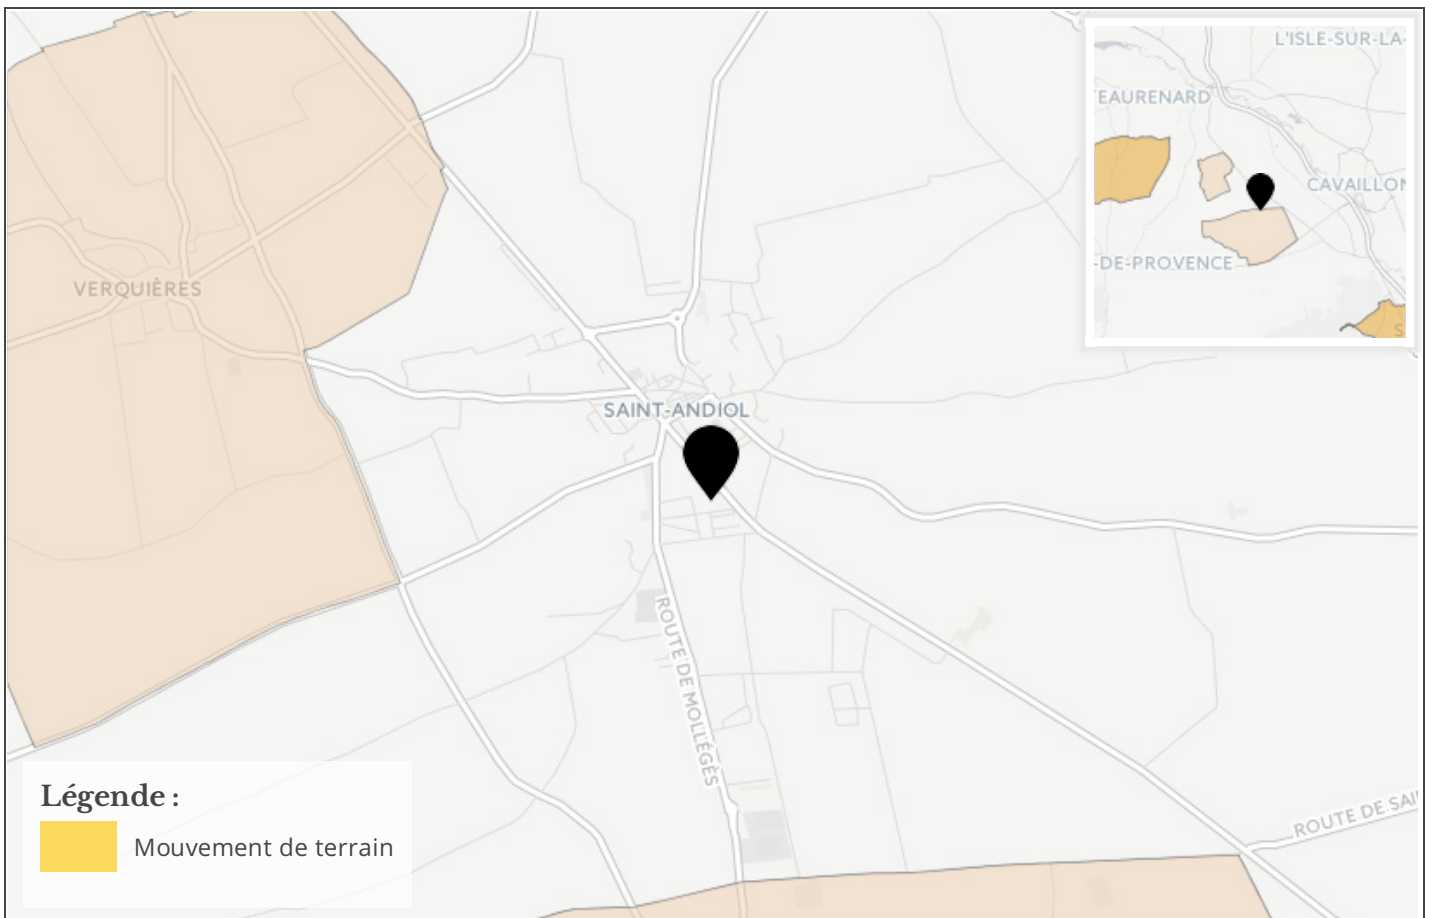 L'ISLE-SUR-LA-
EAURENARD
CAVAILLON
-DE-PROVENCE
S
VERQUIÈRES
SAINT-ANDIOL
ROUTE DE MOLLÉGÈS
ROUTE DE SAI
Légende :
Mouvement de terrain